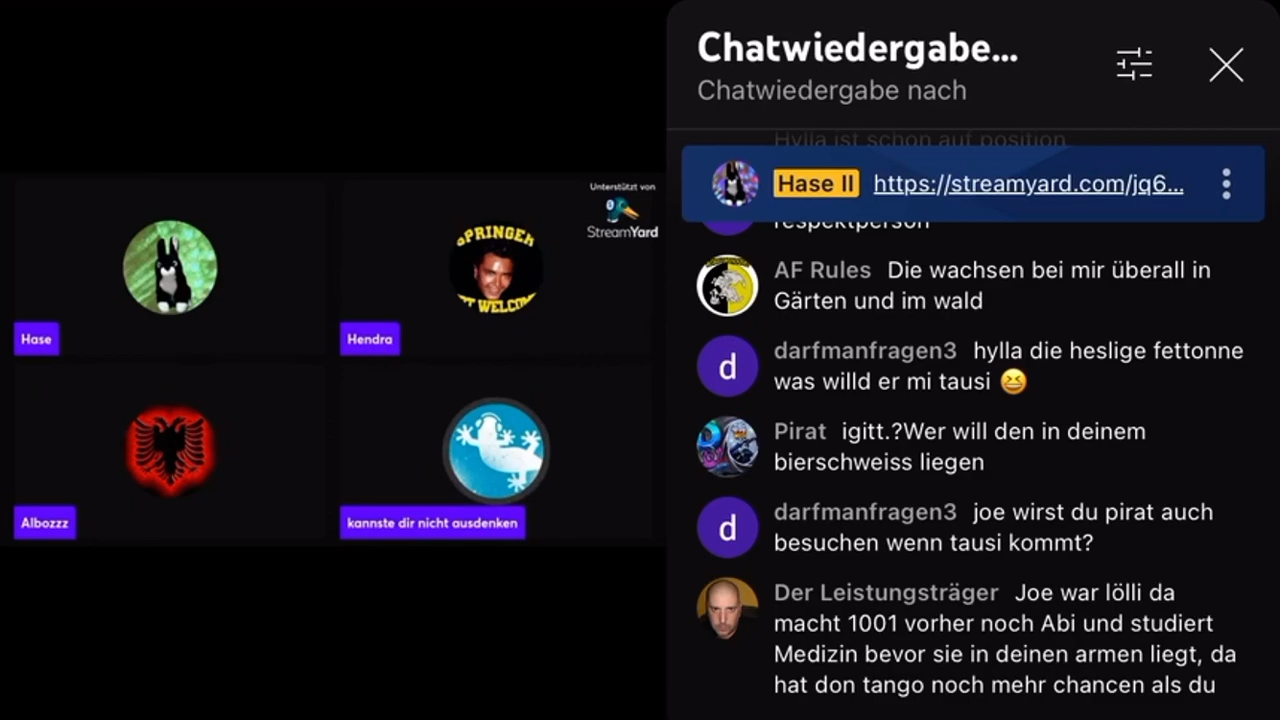 Chatwiedergabe...
Chatwiedergabe nach
Hylla ist schon auf position
Hase II https://streamyard.com/jq6...
respektperson
AF Rules Die wachsen bei mir überall in
Gärten und im wald
darfmanfragen3 hylla die heslige fettonne
was willd er mi tausi 😆
Pirat igitt.?Wer will den in deinem
bierschweiss liegen
darfmanfragen3 joe wirst du pirat auch
besuchen wenn tausi kommt?
Der Leistungsträger Joe war lölli da
macht 1001 vorher noch Abi und studiert
Medizin bevor sie in deinen armen liegt, da
hat don tango noch mehr chancen als du
Unterstützt von
StreamYard
SPRINGER
WELCOME
Hase
Hendra
Albozzz
kannste dir nicht ausdenken
d
d